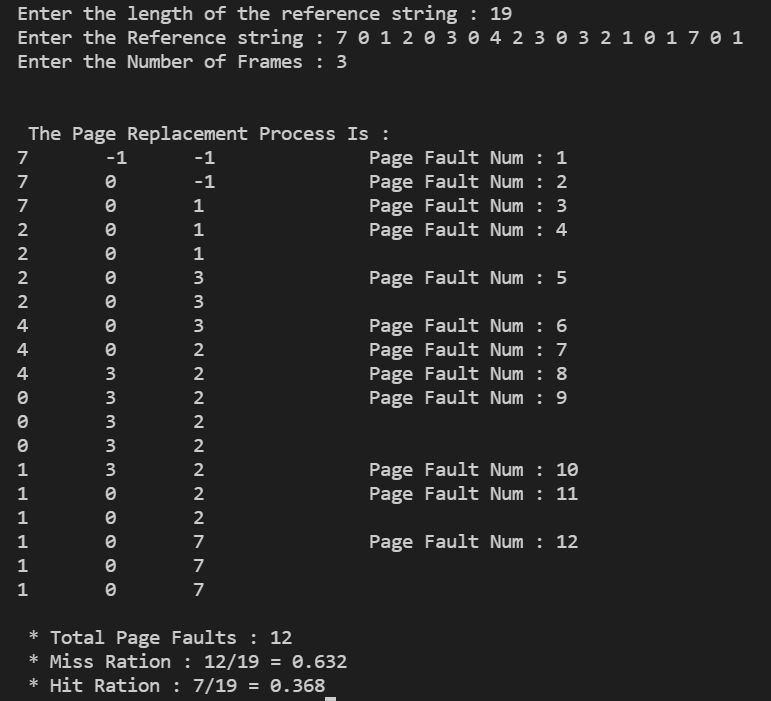 Enter the length of the reference string : 19
Enter the Reference string : 7 0 1 2 0 3 0 4 2 3 0 3 2 1 0 1 7 0 1
Enter the Number of Frames : 3
The Page Replacement Process Is :
7 -1 -1 Page Fault Num : 1
7 0 -1 Page Fault Num : 2
7 0 1 Page Fault Num : 3
2 0 1 Page Fault Num : 4
2 0 1
2 0 3 Page Fault Num : 5
2 0 3
4 0 3 Page Fault Num : 6
4 0 2 Page Fault Num : 7
4 3 2 Page Fault Num : 8
0 3 2 Page Fault Num : 9
0 3 2
0 3 2
1 3 2 Page Fault Num : 10
1 0 2 Page Fault Num : 11
1 0 2
1 0 7 Page Fault Num : 12
1 0 7
1 0 7
* Total Page Faults : 12
* Miss Ration : 12/19 = 0.632
* Hit Ration : 7/19 = 0.368